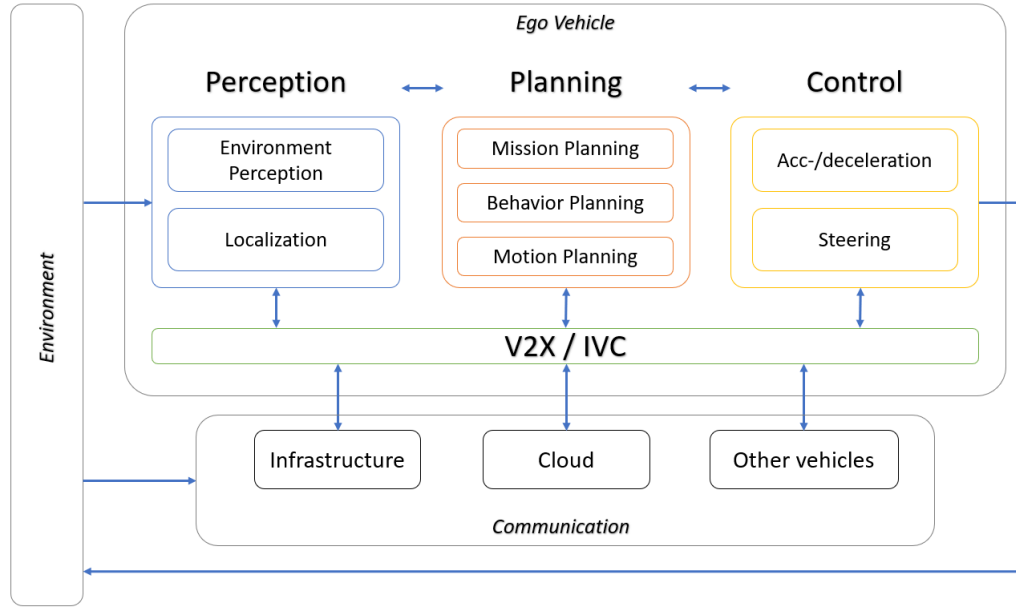 Ego Vehicle
Perception
Planning
Control
Environment
Perception
Localization
Mission Planning
Behavior Planning
Motion Planning
Acc-/deceleration
Steering
Environment
V2X / IVC
Infrastructure
Cloud
Other vehicles
Communication